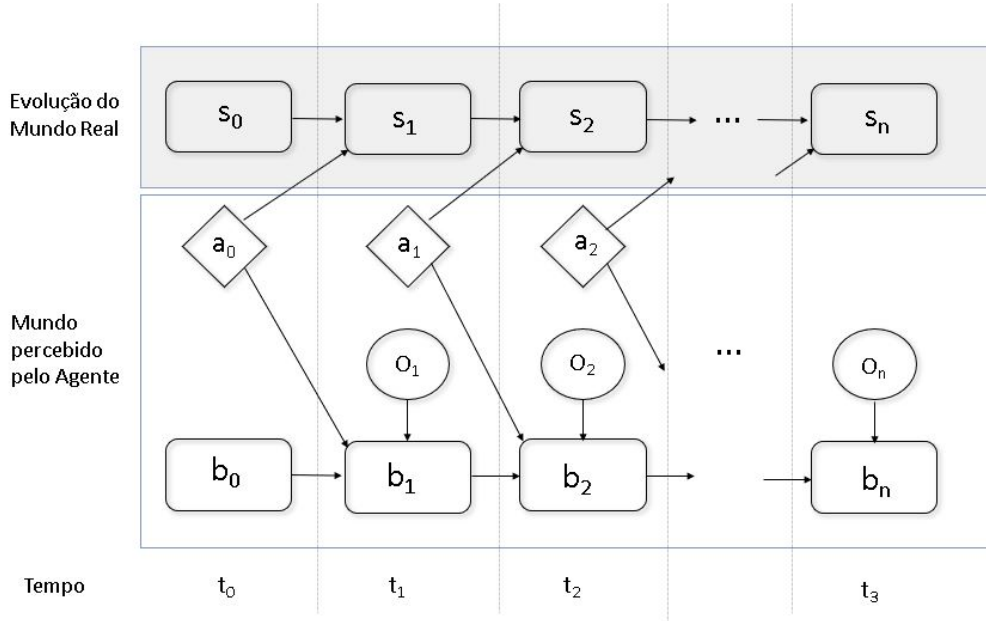 Evolução do
Mundo Real
s₀
s₁
s₂
...
sₙ
a₀
a₁
a₂
Mundo
percebido
pelo Agente
o₁
o₂
...
oₙ
b₀
b₁
b₂
bₙ
Tempo
t₀
t₁
t₂
t₃